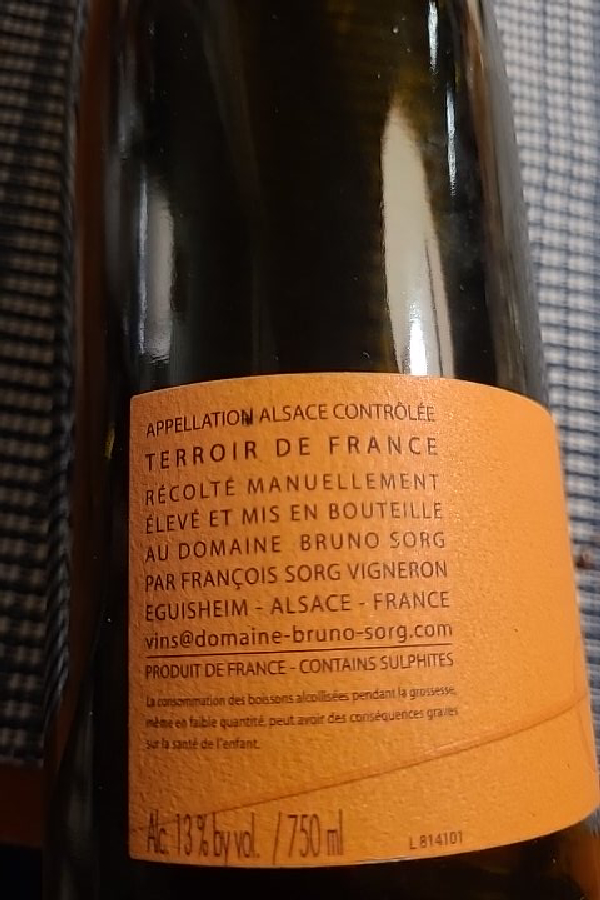 APPELLATION ALSACE CONTRÔLÉE
TERROIR DE FRANCE
RÉCOLTÉ MANUELLEMENT
ÉLEVÉ ET MIS EN BOUTEILLE
AU DOMAINE BRUNO SORG
PAR FRANÇOIS SORG VIGNERON
EGUISHEIM - ALSACE - FRANCE
vins@domaine-bruno-sorg.com
PRODUIT DE FRANCE - CONTAINS SULPHITES
La consommation des boissons alcoolisées pendant la grossesse,
même en faible quantité, peut avoir des conséquences graves
sur la santé de l'enfant.
Alc. 13 % by vol. / 750 ml
L 814101